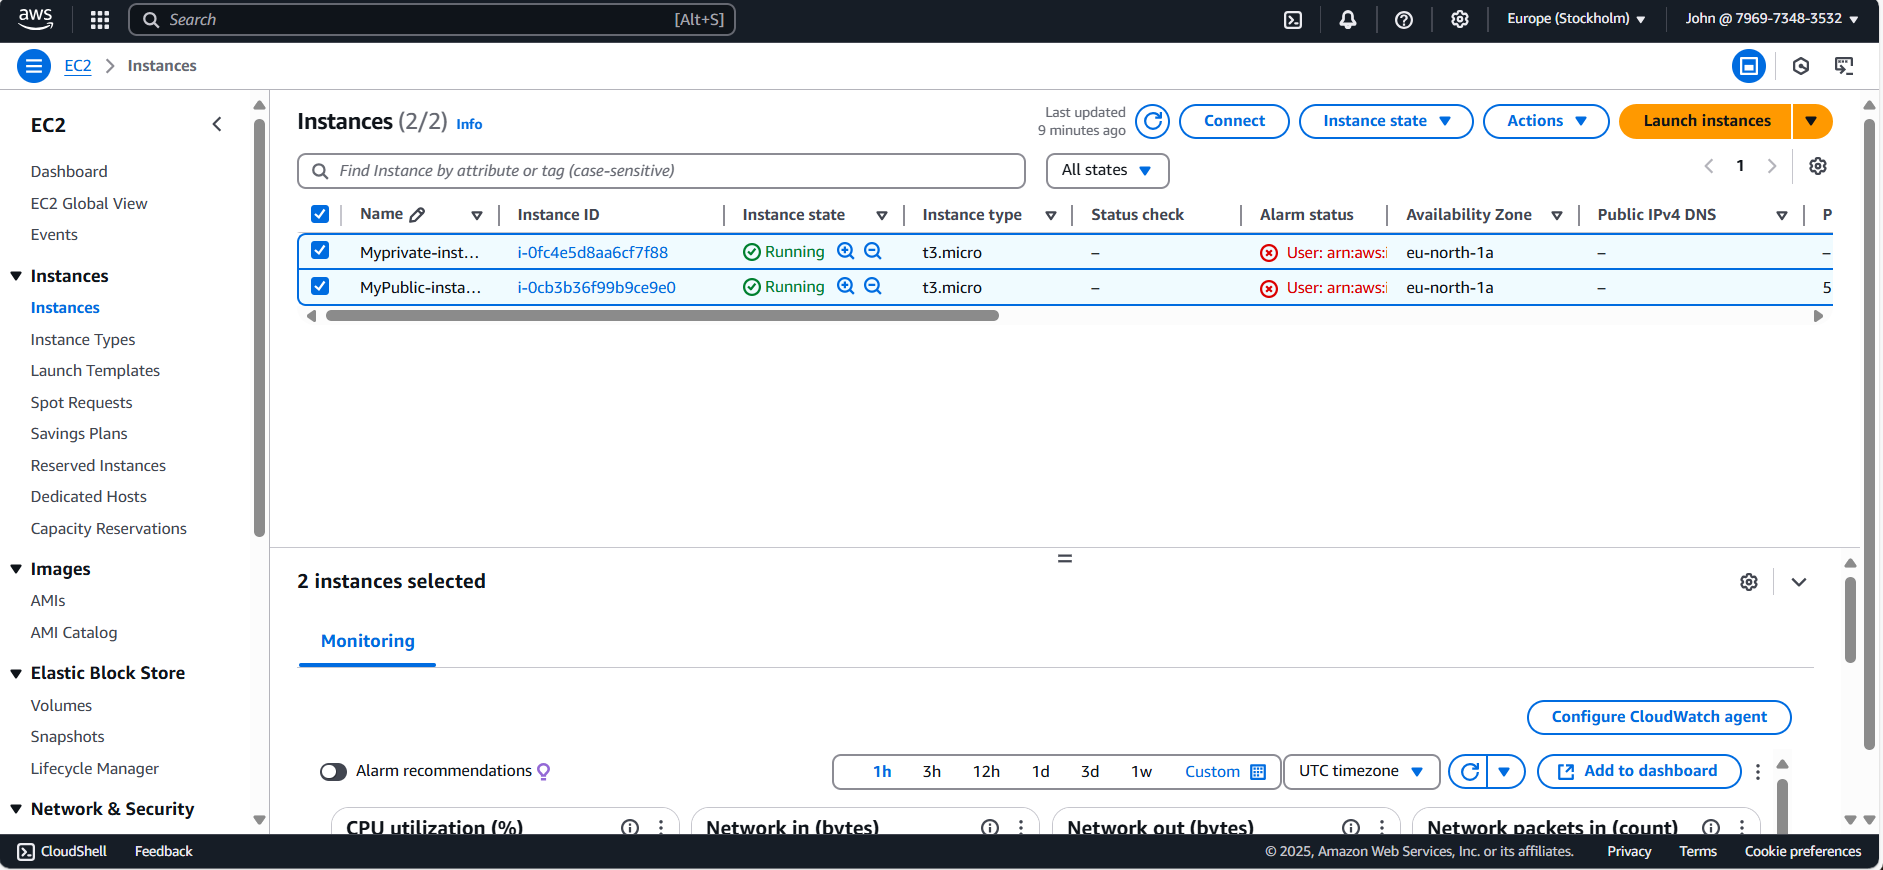 aws
Search [Alt+S]
Europe (Stockholm)
John @ 7969-7348-3532
EC2 > Instances
EC2
Dashboard
EC2 Global View
Events
Instances
Instances
Instance Types
Launch Templates
Spot Requests
Savings Plans
Reserved Instances
Dedicated Hosts
Capacity Reservations
Images
AMIs
AMI Catalog
Elastic Block Store
Volumes
Snapshots
Lifecycle Manager
Network & Security
Instances (2/2) Info
Last updated
9 minutes ago
Connect
Instance state
Actions
Launch instances
Find Instance by attribute or tag (case-sensitive)
All states
1
Name Instance ID Instance state Instance type Status check Alarm status Availability Zone Public IPv4 DNS P
Myprivate-inst… i-0fc4e5d8aa6cf7f88 Running t3.micro – User: arn:aws:i eu-north-1a – –
MyPublic-insta… i-0cb3b36f99b9ce9e0 Running t3.micro – User: arn:aws:i eu-north-1a – 5
2 instances selected
Monitoring
Configure CloudWatch agent
Alarm recommendations
1h 3h 12h 1d 3d 1w Custom
UTC timezone
Add to dashboard
CPU utilization (%)
Network in (bytes)
Network out (bytes)
Network packets in (count)
CloudShell Feedback
© 2025, Amazon Web Services, Inc. or its affiliates. Privacy Terms Cookie preferences